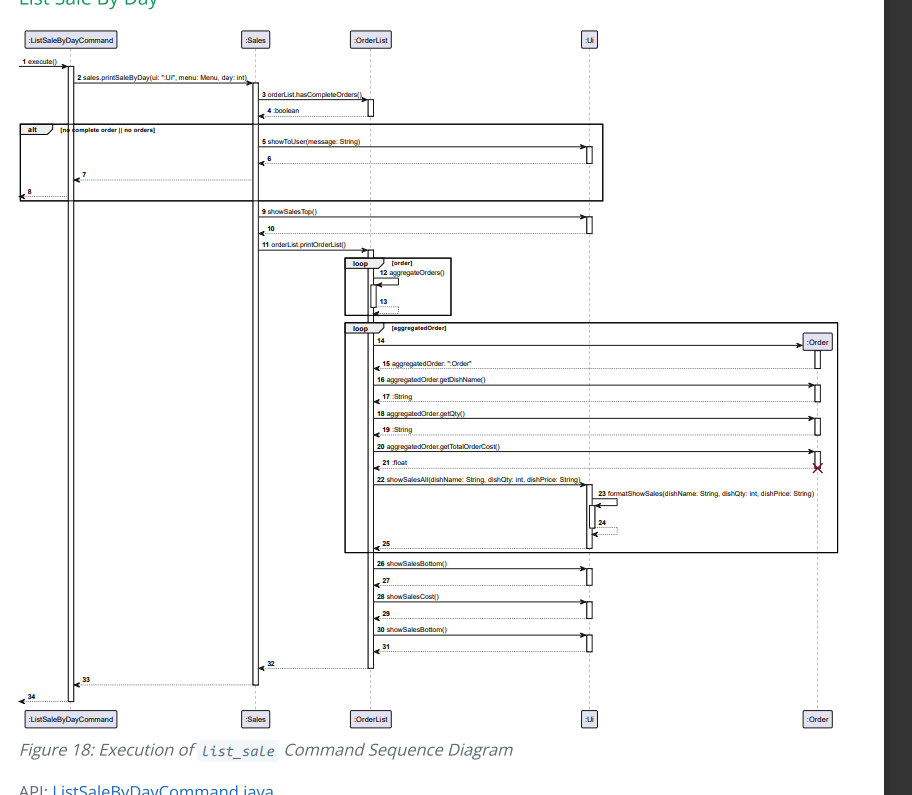 List Sale By Day
:ListSaleByDayCommand :Sales :OrderList :Ui
1 execute()
2 sales.printSaleByDay(ui: ":UI", menu: Menu, day: int)
3 orderList.hasCompleteOrders()
4 :boolean
alt [no complete order || no orders]
5 showToUser(message: String)
6
7
8
9 showSalesTop()
10
11 orderList.printOrderList()
loop [order]
12 aggregateOrders()
13
loop [aggregatedOrder]
14 :Order
15 aggregatedOrder: ":Order"
16 aggregatedOrder.getDishName()
17 :String
18 aggregatedOrder.getQty()
19 :String
20 aggregatedOrder.getTotalOrderCost()
21 :float
22 showSalesAll(dishName: String, dishQty: int, dishPrice: String)
23 formatShowSales(dishName: String, dishQty: int, dishPrice: String)
24
25
26 showSalesBottom()
27
28 showSalesCost()
29
30 showSalesBottom()
31
32
33
34
:ListSaleByDayCommand :Sales :OrderList :Ui :Order
Figure 18: Execution of list_sale Command Sequence Diagram
API: ListSaleByDayCommand.java